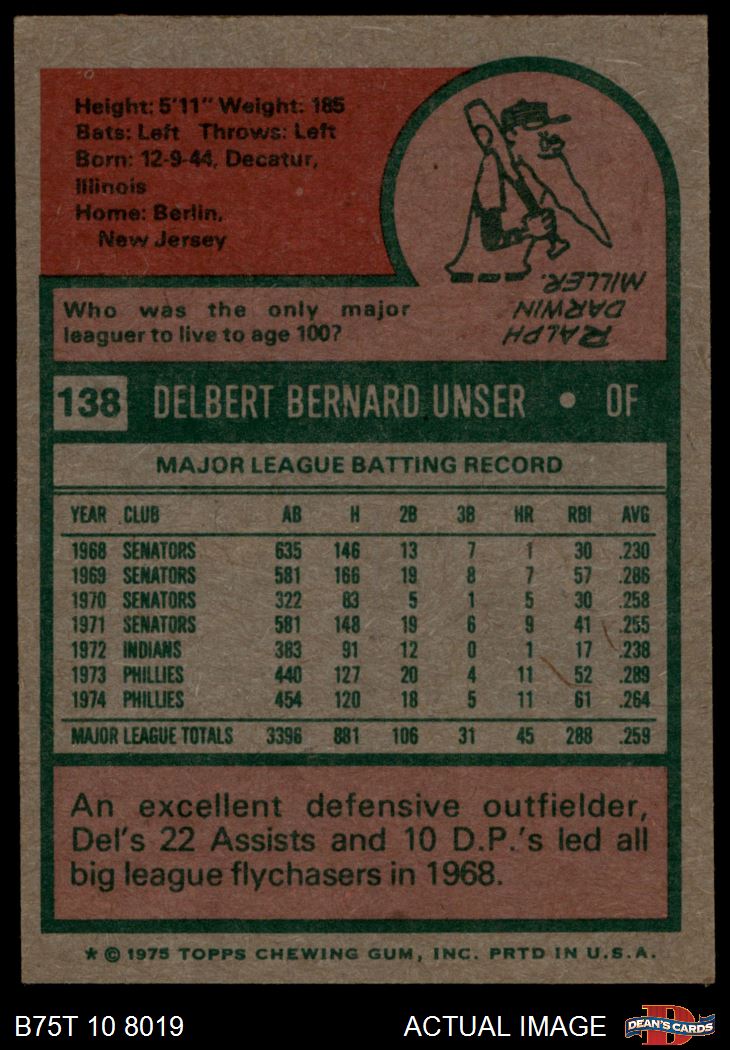 Height: 5'11" Weight: 185
Bats: Left Throws: Left
Born: 12-9-44, Decatur,
Illinois
Home: Berlin,
New Jersey
Who was the only major
leaguer to live to age 100?
RALPH
DARWIN
MILLER.
138 DELBERT BERNARD UNSER • OF
MAJOR LEAGUE BATTING RECORD
YEAR CLUB AB H 2B 3B HR RBI AVG
1968 SENATORS 635 146 13 7 1 30 .230
1969 SENATORS 581 166 19 8 7 57 .286
1970 SENATORS 322 83 5 1 5 30 .258
1971 SENATORS 581 148 19 6 9 41 .255
1972 INDIANS 383 91 12 0 1 17 .238
1973 PHILLIES 440 127 20 4 11 52 .289
1974 PHILLIES 454 120 18 5 11 61 .264
MAJOR LEAGUE TOTALS 3396 881 106 31 45 288 .259
An excellent defensive outfielder,
Del's 22 Assists and 10 D.P.'s led all
big league flychasers in 1968.
* © 1975 TOPPS CHEWING GUM, INC. PRTD IN U.S.A.
B75T 10 8019 ACTUAL IMAGE
D
DEAN'S CARDS